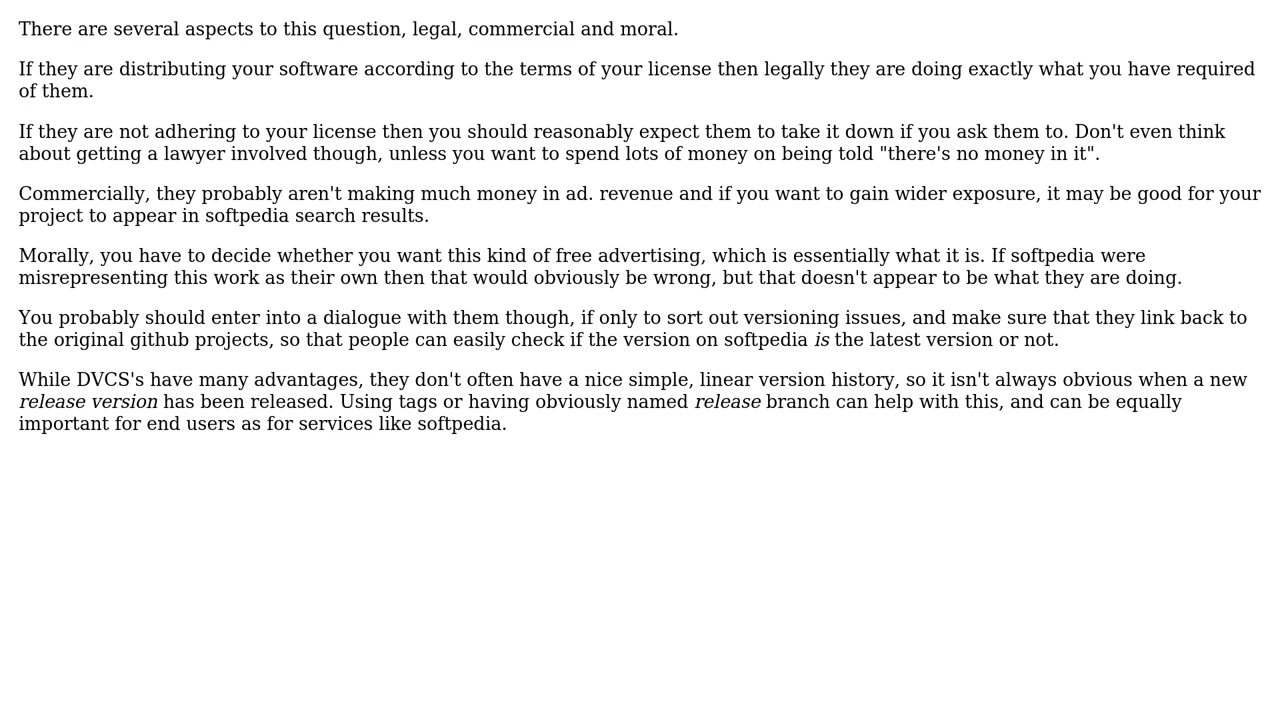 There are several aspects to this question, legal, commercial and moral.
If they are distributing your software according to the terms of your license then legally they are doing exactly what you have required
of them.
If they are not adhering to your license then you should reasonably expect them to take it down if you ask them to. Don't even think
about getting a lawyer involved though, unless you want to spend lots of money on being told "there's no money in it".
Commercially, they probably aren't making much money in ad. revenue and if you want to gain wider exposure, it may be good for your
project to appear in softpedia search results.
Morally, you have to decide whether you want this kind of free advertising, which is essentially what it is. If softpedia were
misrepresenting this work as their own then that would obviously be wrong, but that doesn't appear to be what they are doing.
You probably should enter into a dialogue with them though, if only to sort out versioning issues, and make sure that they link back to
the original github projects, so that people can easily check if the version on softpedia is the latest version or not.
While DVCS's have many advantages, they don't often have a nice simple, linear version history, so it isn't always obvious when a new
release version has been released. Using tags or having obviously named release branch can help with this, and can be equally
important for end users as for services like softpedia.